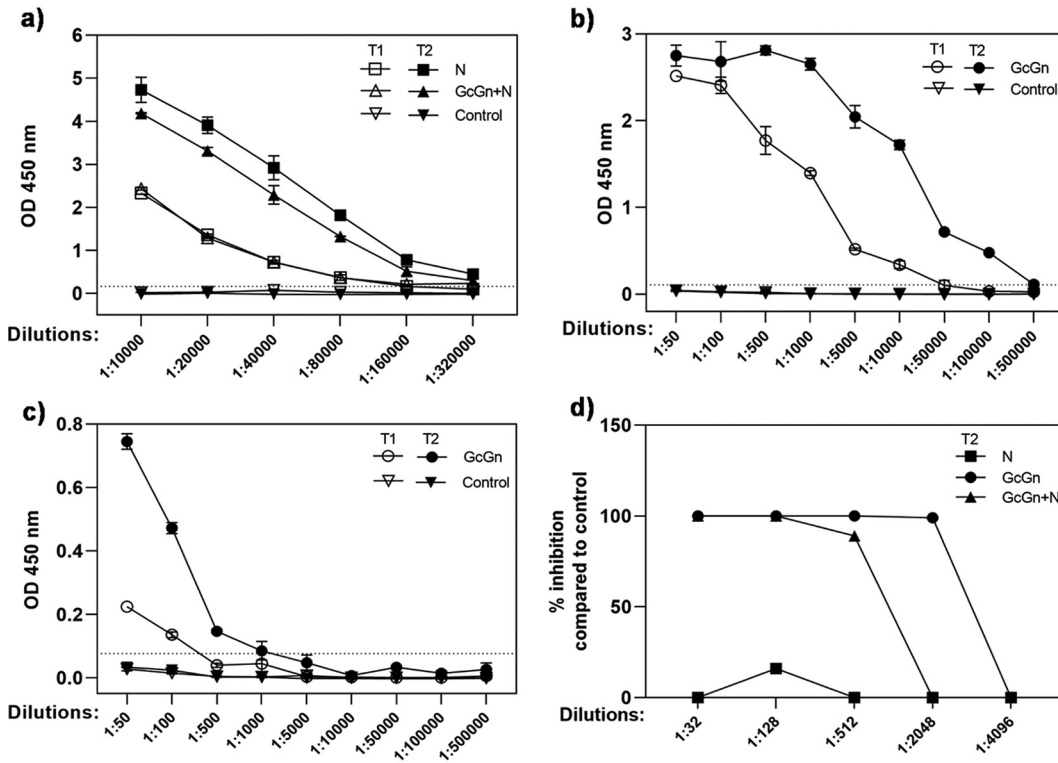 a)
T1 T2
N
GcGn+N
Control
OD 450 nm
6
5
4
3
2
1
0
Dilutions:
1:10000
1:20000
1:40000
1:80000
1:160000
1:320000
b)
T1 T2
GcGn
Control
OD 450 nm
3
2
1
0
Dilutions:
1:50
1:100
1:500
1:1000
1:5000
1:10000
1:50000
1:100000
1:500000
c)
T1 T2
GcGn
Control
OD 450 nm
0.8
0.6
0.4
0.2
0.0
Dilutions:
1:50
1:100
1:500
1:1000
1:5000
1:10000
1:50000
1:100000
1:500000
d)
T2
N
GcGn
GcGn+N
% inhibition
compared to control
150
100
50
0
Dilutions:
1:32
1:128
1:512
1:2048
1:4096